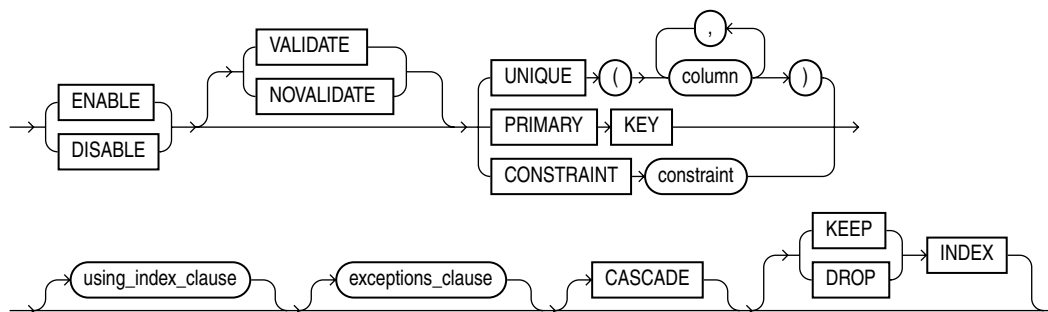 ENABLE
DISABLE
VALIDATE
NOVALIDATE
UNIQUE ( column , )
PRIMARY KEY
CONSTRAINT constraint
using_index_clause
exceptions_clause
CASCADE
KEEP
DROP
INDEX